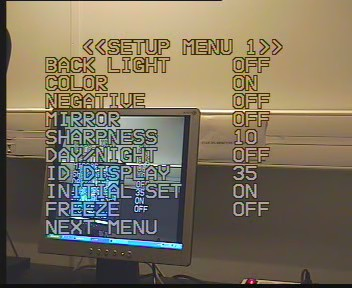 <<SETUP MENU 1>>
BACK LIGHT OFF
COLOR ON
NEGATIVE OFF
MIRROR OFF
SHARPNESS 10
DAY/NIGHT OFF
ID DISPLAY 35
INITIAL SET ON
FREEZE OFF
NEXT MENU